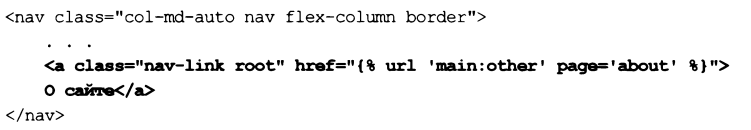 <nav class="col-md-auto nav flex-column border">
. . .
<a class="nav-link root" href="{% url 'main:other' page='about' %}">
О сайте</a>
</nav>